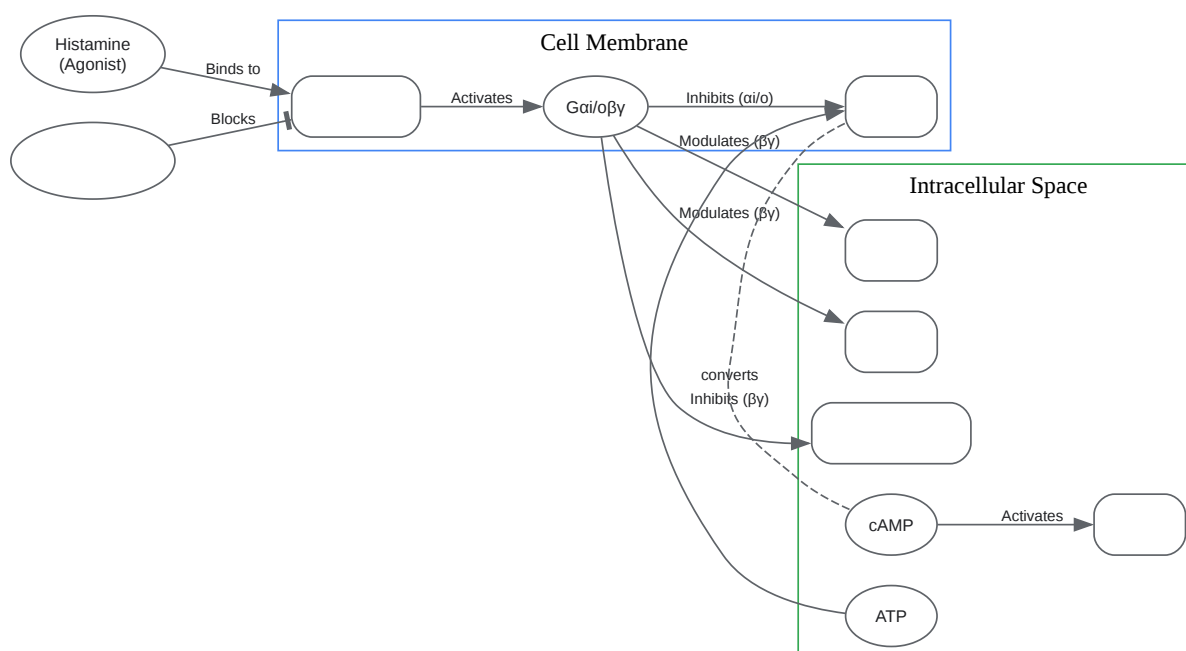 Cell Membrane
Histamine
(Agonist)
Binds to
Blocks
Activates
Gαi/oβγ
Inhibits (αi/o)
Modulates (βγ)
Intracellular Space
Modulates (βγ)
converts
Inhibits (βγ)
cAMP
Activates
ATP